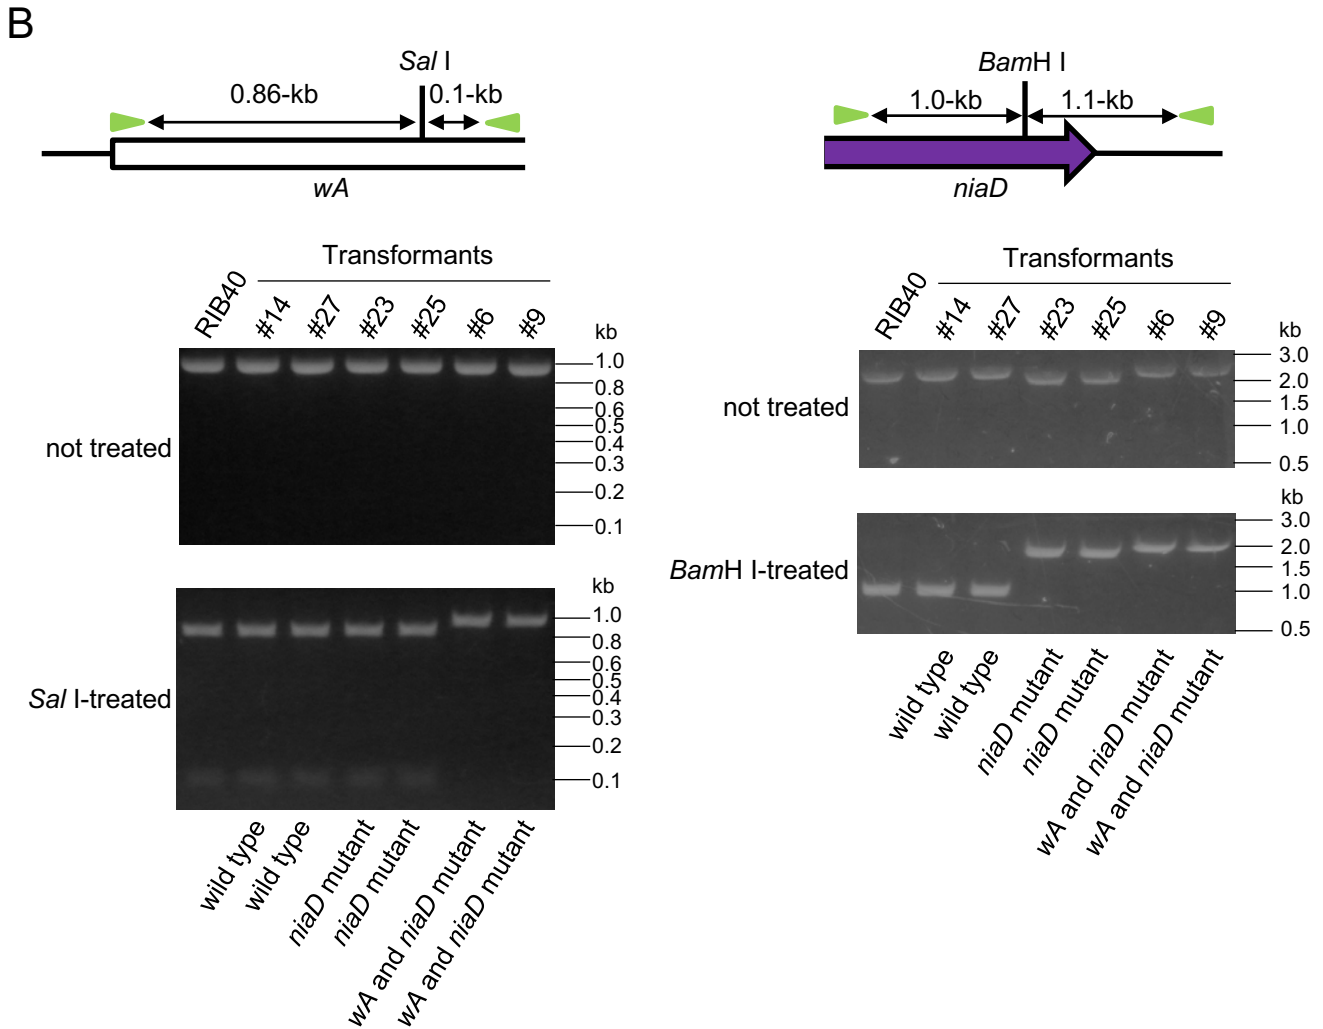 B
Sal I
0.86-kb
0.1-kb
wA
BamH I
1.0-kb
1.1-kb
niaD
Transformants
RIB40
#14
#27
#23
#25
#6
#9
kb
1.0
0.8
0.6
0.5
0.4
0.3
0.2
0.1
not treated
kb
1.0
0.8
0.6
0.5
0.4
0.3
0.2
0.1
Sal I-treated
wild type
wild type
niaD mutant
niaD mutant
wA and niaD mutant
wA and niaD mutant
Transformants
RIB40
#14
#27
#23
#25
#6
#9
kb
3.0
2.0
1.5
1.0
0.5
not treated
kb
3.0
2.0
1.5
1.0
0.5
BamH I-treated
wild type
wild type
niaD mutant
niaD mutant
wA and niaD mutant
wA and niaD mutant